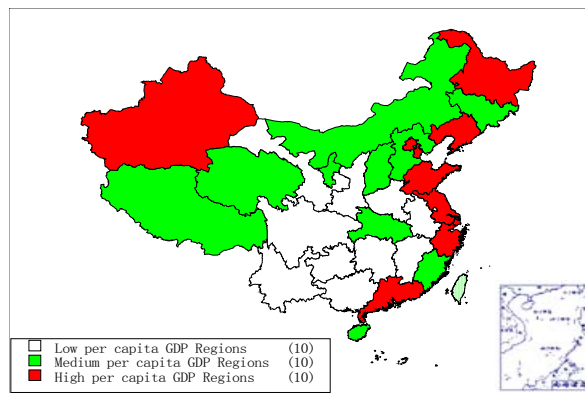 Low per capita GDP Regions (10)
Medium per capita GDP Regions (10)
High per capita GDP Regions (10)